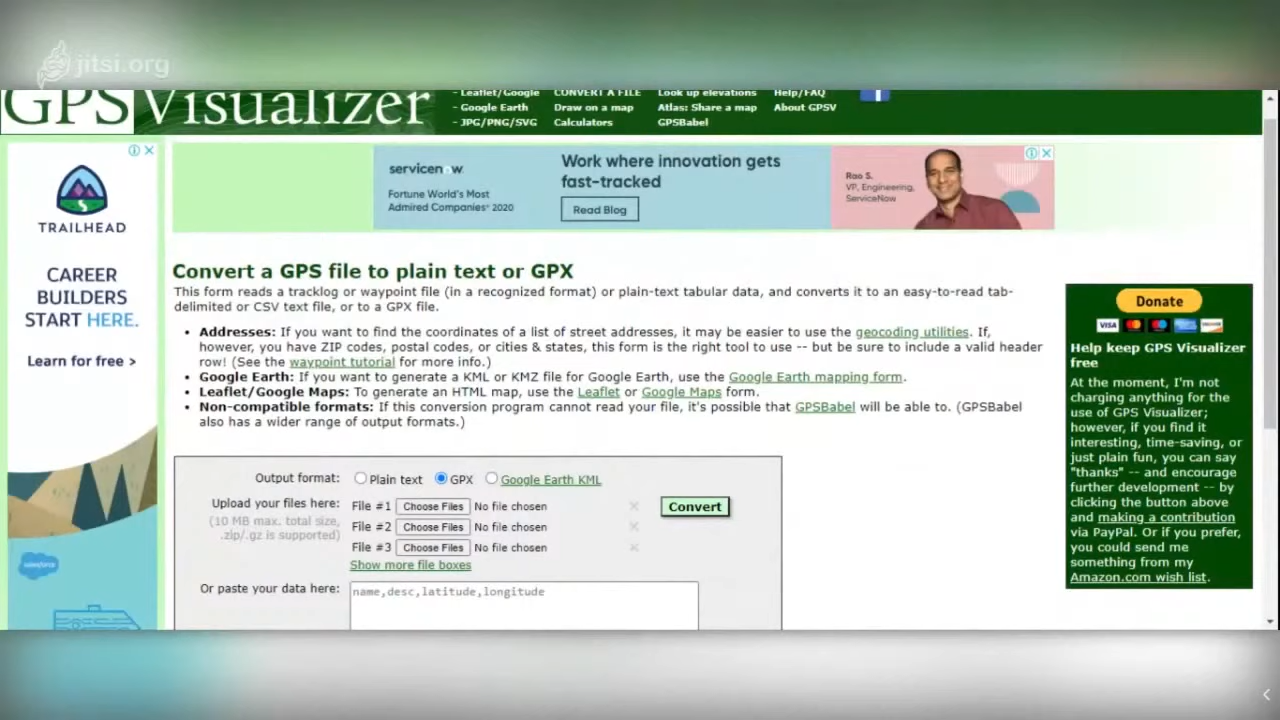 jitsi.org
GPS Visualizer
- Leaflet/Google CONVERT A FILE Look up elevations Help/FAQ
- Google Earth Draw on a map Atlas: Share a map About GPSV
- JPG/PNG/SVG Calculators GPSBabel
TRAILHEAD
CAREER
BUILDERS
START HERE.
Learn for free >
salesforce
servicenow
Fortune World's Most
Admired Companies® 2020
Work where innovation gets
fast-tracked
Read Blog
Rao S.
VP, Engineering,
ServiceNow
Convert a GPS file to plain text or GPX
This form reads a tracklog or waypoint file (in a recognized format) or plain-text tabular data, and converts it to an easy-to-read tab-
delimited or CSV text file, or to a GPX file.
• Addresses: If you want to find the coordinates of a list of street addresses, it may be easier to use the geocoding utilities. If,
however, you have ZIP codes, postal codes, or cities & states, this form is the right tool to use -- but be sure to include a valid header
row! (See the waypoint tutorial for more info.)
• Google Earth: If you want to generate a KML or KMZ file for Google Earth, use the Google Earth mapping form.
• Leaflet/Google Maps: To generate an HTML map, use the Leaflet or Google Maps form.
• Non-compatible formats: If this conversion program cannot read your file, it's possible that GPSBabel will be able to. (GPSBabel
also has a wider range of output formats.)
Output format: Plain text GPX Google Earth KML
Upload your files here: File #1 Choose Files No file chosen Convert
(10 MB max. total size,
.zip/.gz is supported)
File #2 Choose Files No file chosen
File #3 Choose Files No file chosen
Show more file boxes
Or paste your data here: name,desc,latitude,longitude
Donate
VISA
DISCOVER
Help keep GPS Visualizer
free
At the moment, I'm not
charging anything for the
use of GPS Visualizer;
however, if you find it
interesting, time-saving, or
just plain fun, you can say
"thanks" -- and encourage
further development -- by
clicking the button above
and making a contribution
via PayPal. Or if you prefer,
you could send me
something from my
Amazon.com wish list.